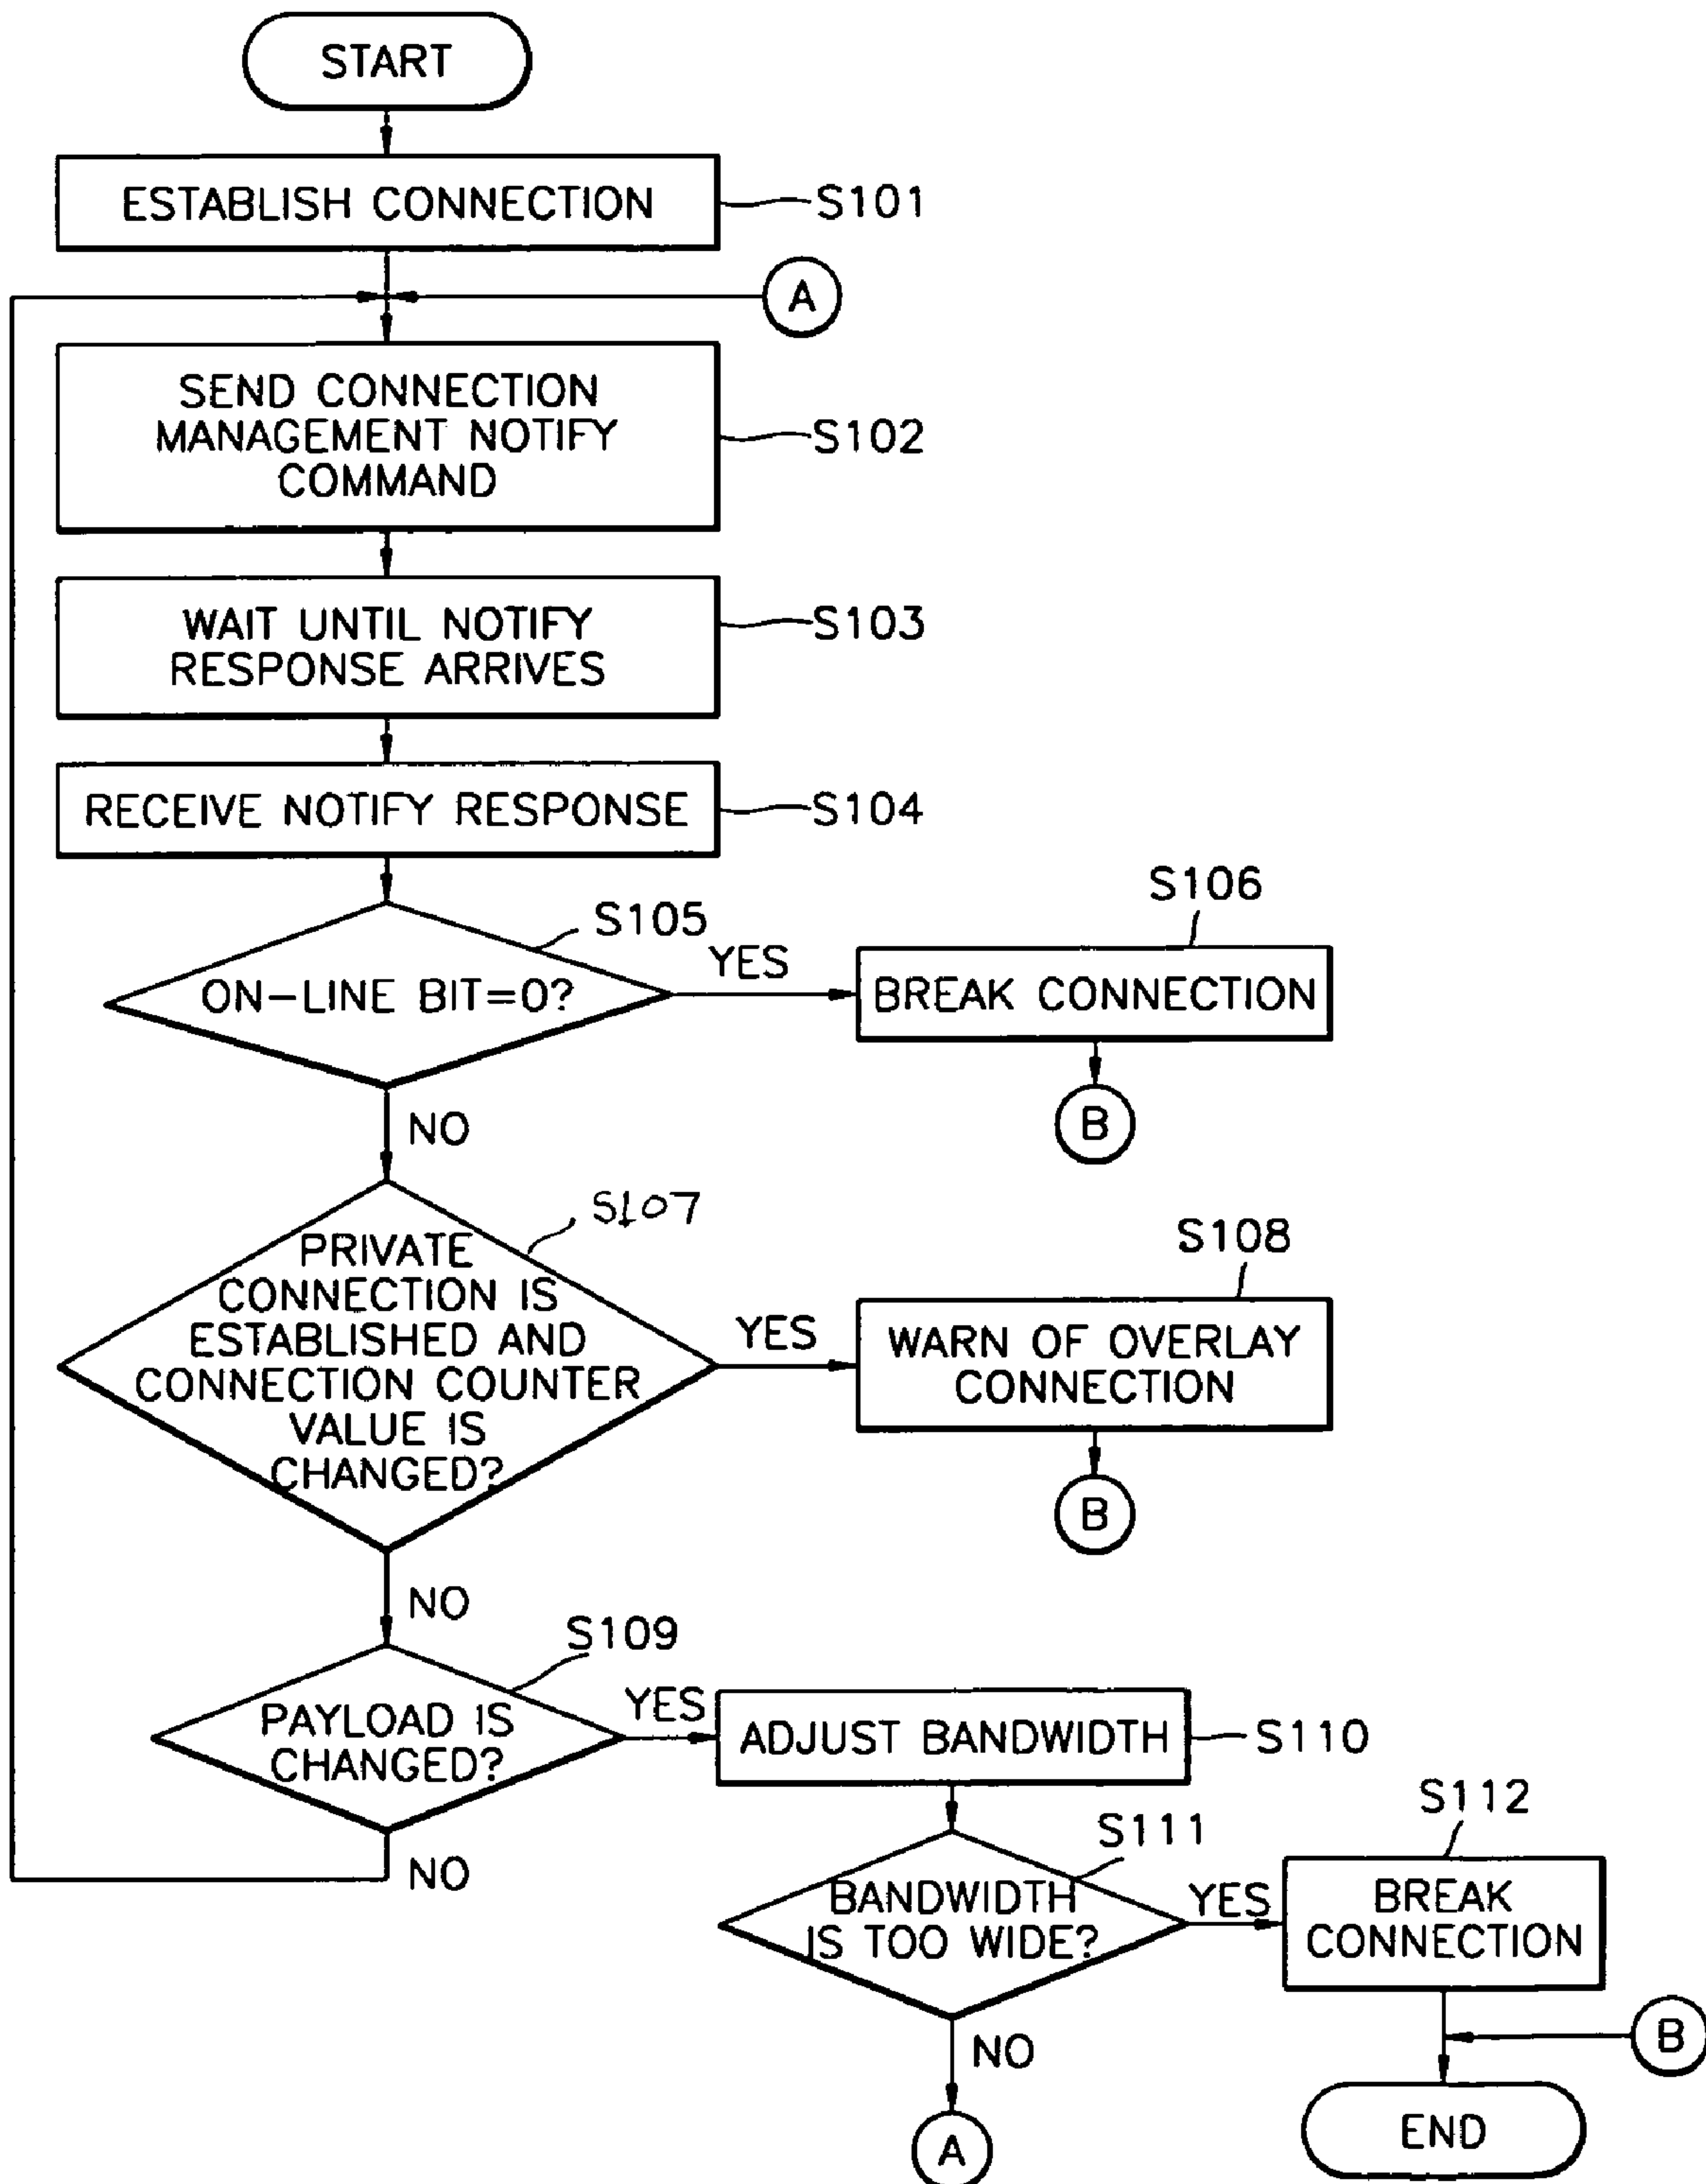 START
ESTABLISH CONNECTION
S101
A
SEND CONNECTION
MANAGEMENT NOTIFY
COMMAND
S102
WAIT UNTIL NOTIFY
RESPONSE ARRIVES
S103
RECEIVE NOTIFY RESPONSE
S104
S105
ON-LINE BIT=0?
YES
S106
BREAK CONNECTION
B
NO
S107
PRIVATE
CONNECTION IS
ESTABLISHED AND
CONNECTION COUNTER
VALUE IS
CHANGED?
YES
S108
WARN OF OVERLAY
CONNECTION
B
NO
S109
PAYLOAD IS
CHANGED?
YES
ADJUST BANDWIDTH
S110
NO
S111
BANDWIDTH
IS TOO WIDE?
YES
S112
BREAK
CONNECTION
NO
A
B
END